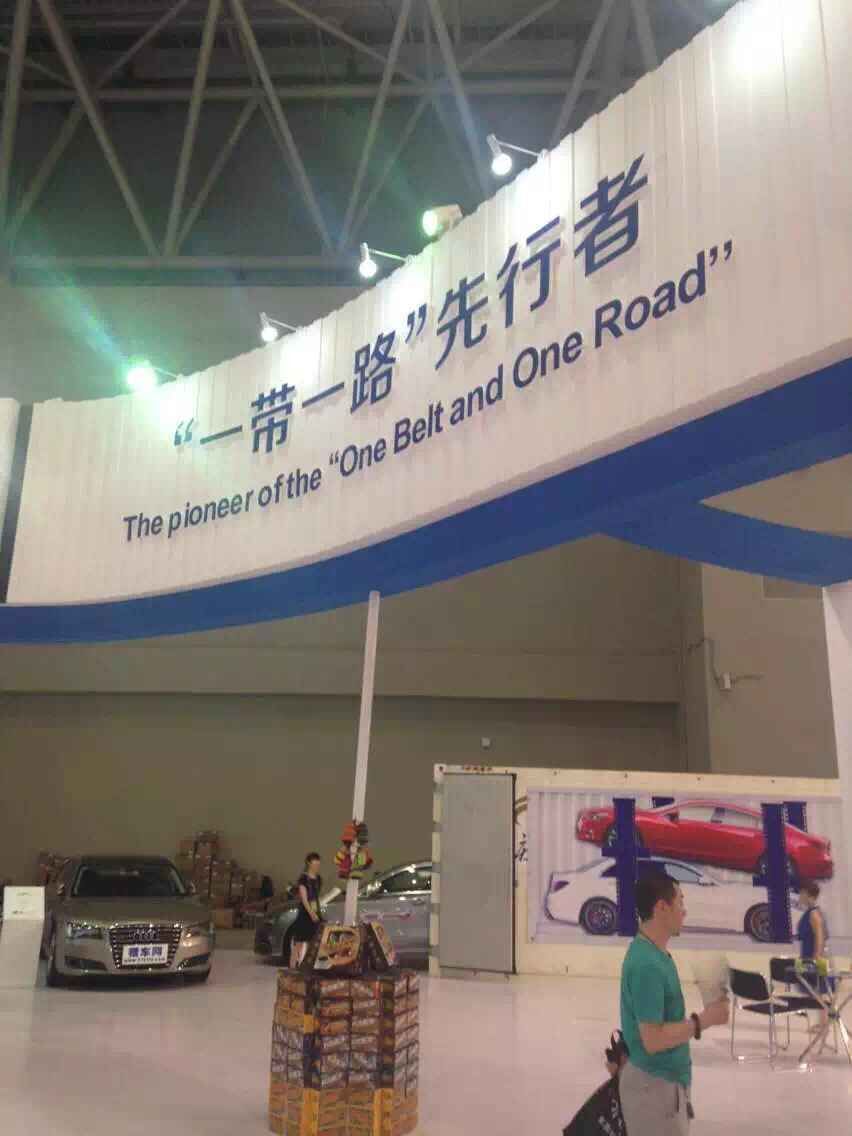 “一带一路”先行者
The pioneer of the “One Belt and One Road”